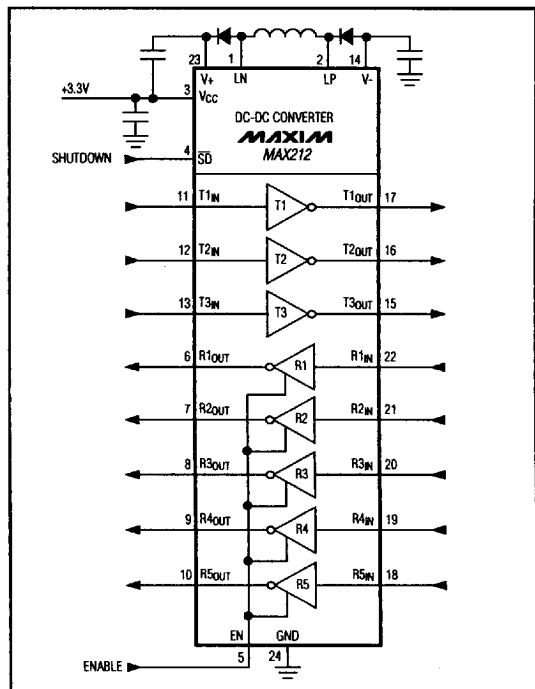 23 1 2 14
V+ LN LP V-
+3.3V 3 VCC
DC-DC CONVERTER
MAXIM
MAX212
SHUTDOWN 4 SD
11 T1IN T1 T1OUT 17
12 T2IN T2 T2OUT 16
13 T3IN T3 T3OUT 15
6 R1OUT R1 R1IN 22
7 R2OUT R2 R2IN 21
8 R3OUT R3 R3IN 20
9 R4OUT R4 R4IN 19
10 R5OUT R5 R5IN 18
EN GND
5 24
ENABLE